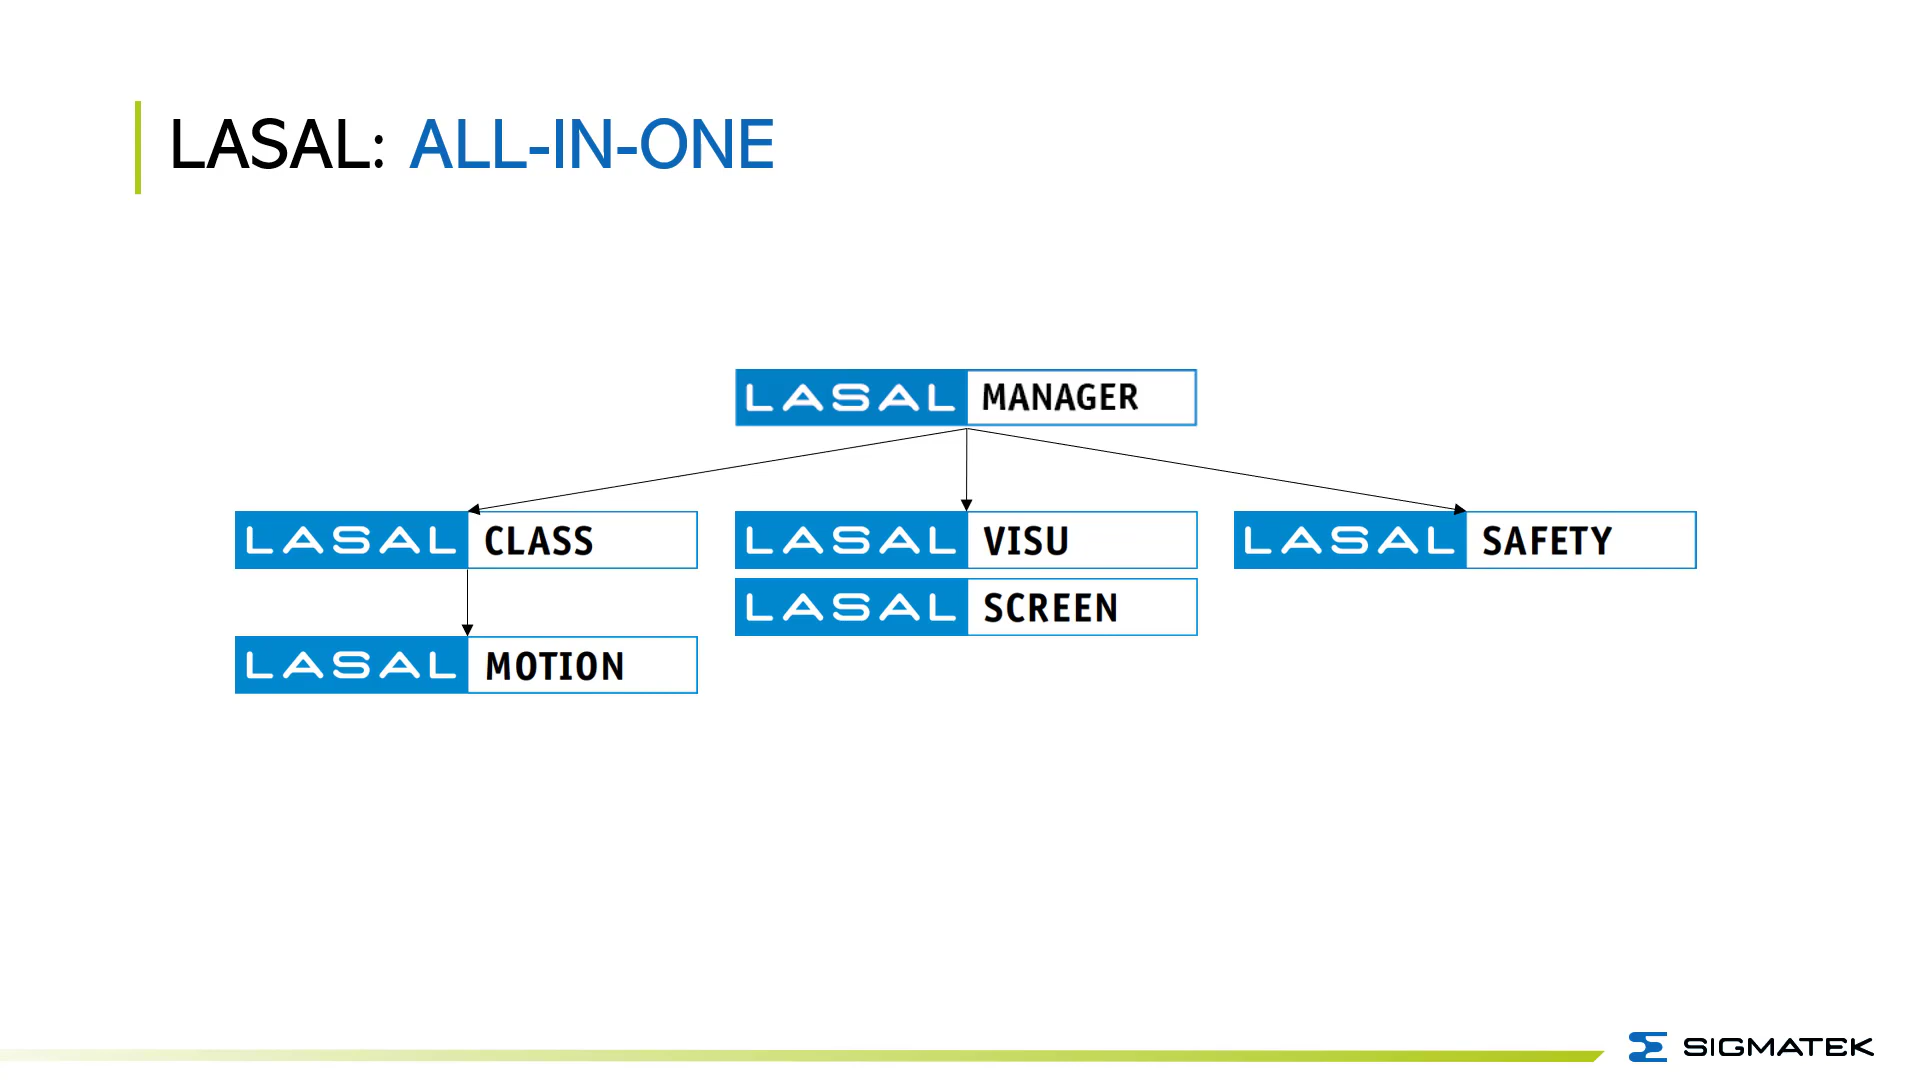 LASAL: ALL-IN-ONE
LASAL MANAGER
LASAL CLASS
LASAL VISU
LASAL SAFETY
LASAL SCREEN
LASAL MOTION
SIGMATEK